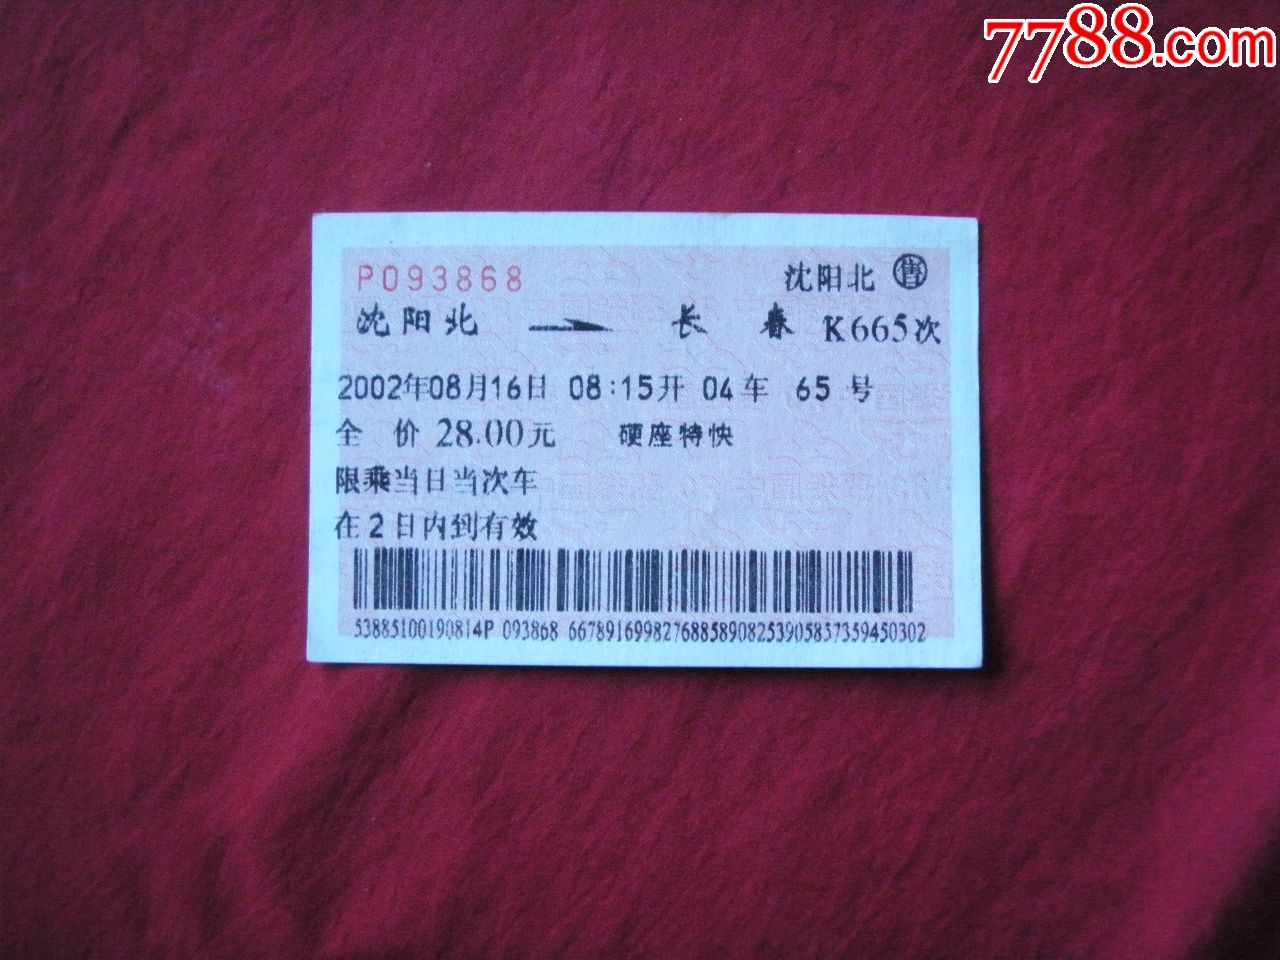 7788.com
P093868 沈阳北 售
沈阳北 长春 K665次
2002年08月16日 08:15开 04车 65号
全价 28.00元 硬座特快
限乘当日当次车
在2日内到有效
53885100190814P 093868 667891699827688589082539058373594503​02